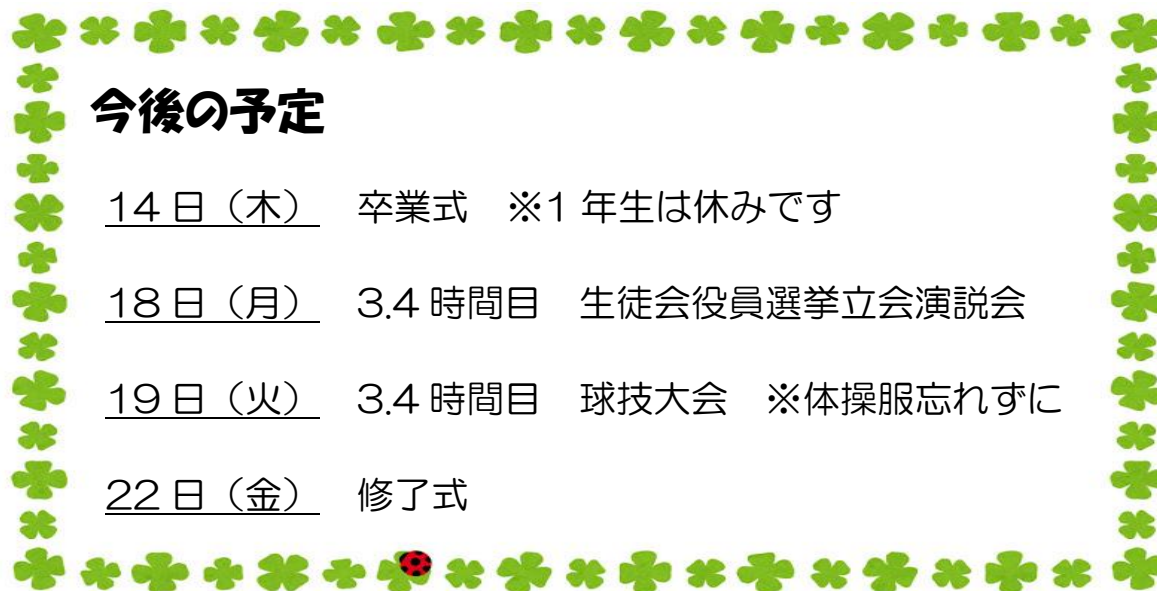 今後の予定
14日（木）　卒業式　※1年生は休みです
18日（月）　3.4時間目　生徒会役員選挙立会演説会
19日（火）　3.4時間目　球技大会　※体操服忘れずに
22日（金）　修了式